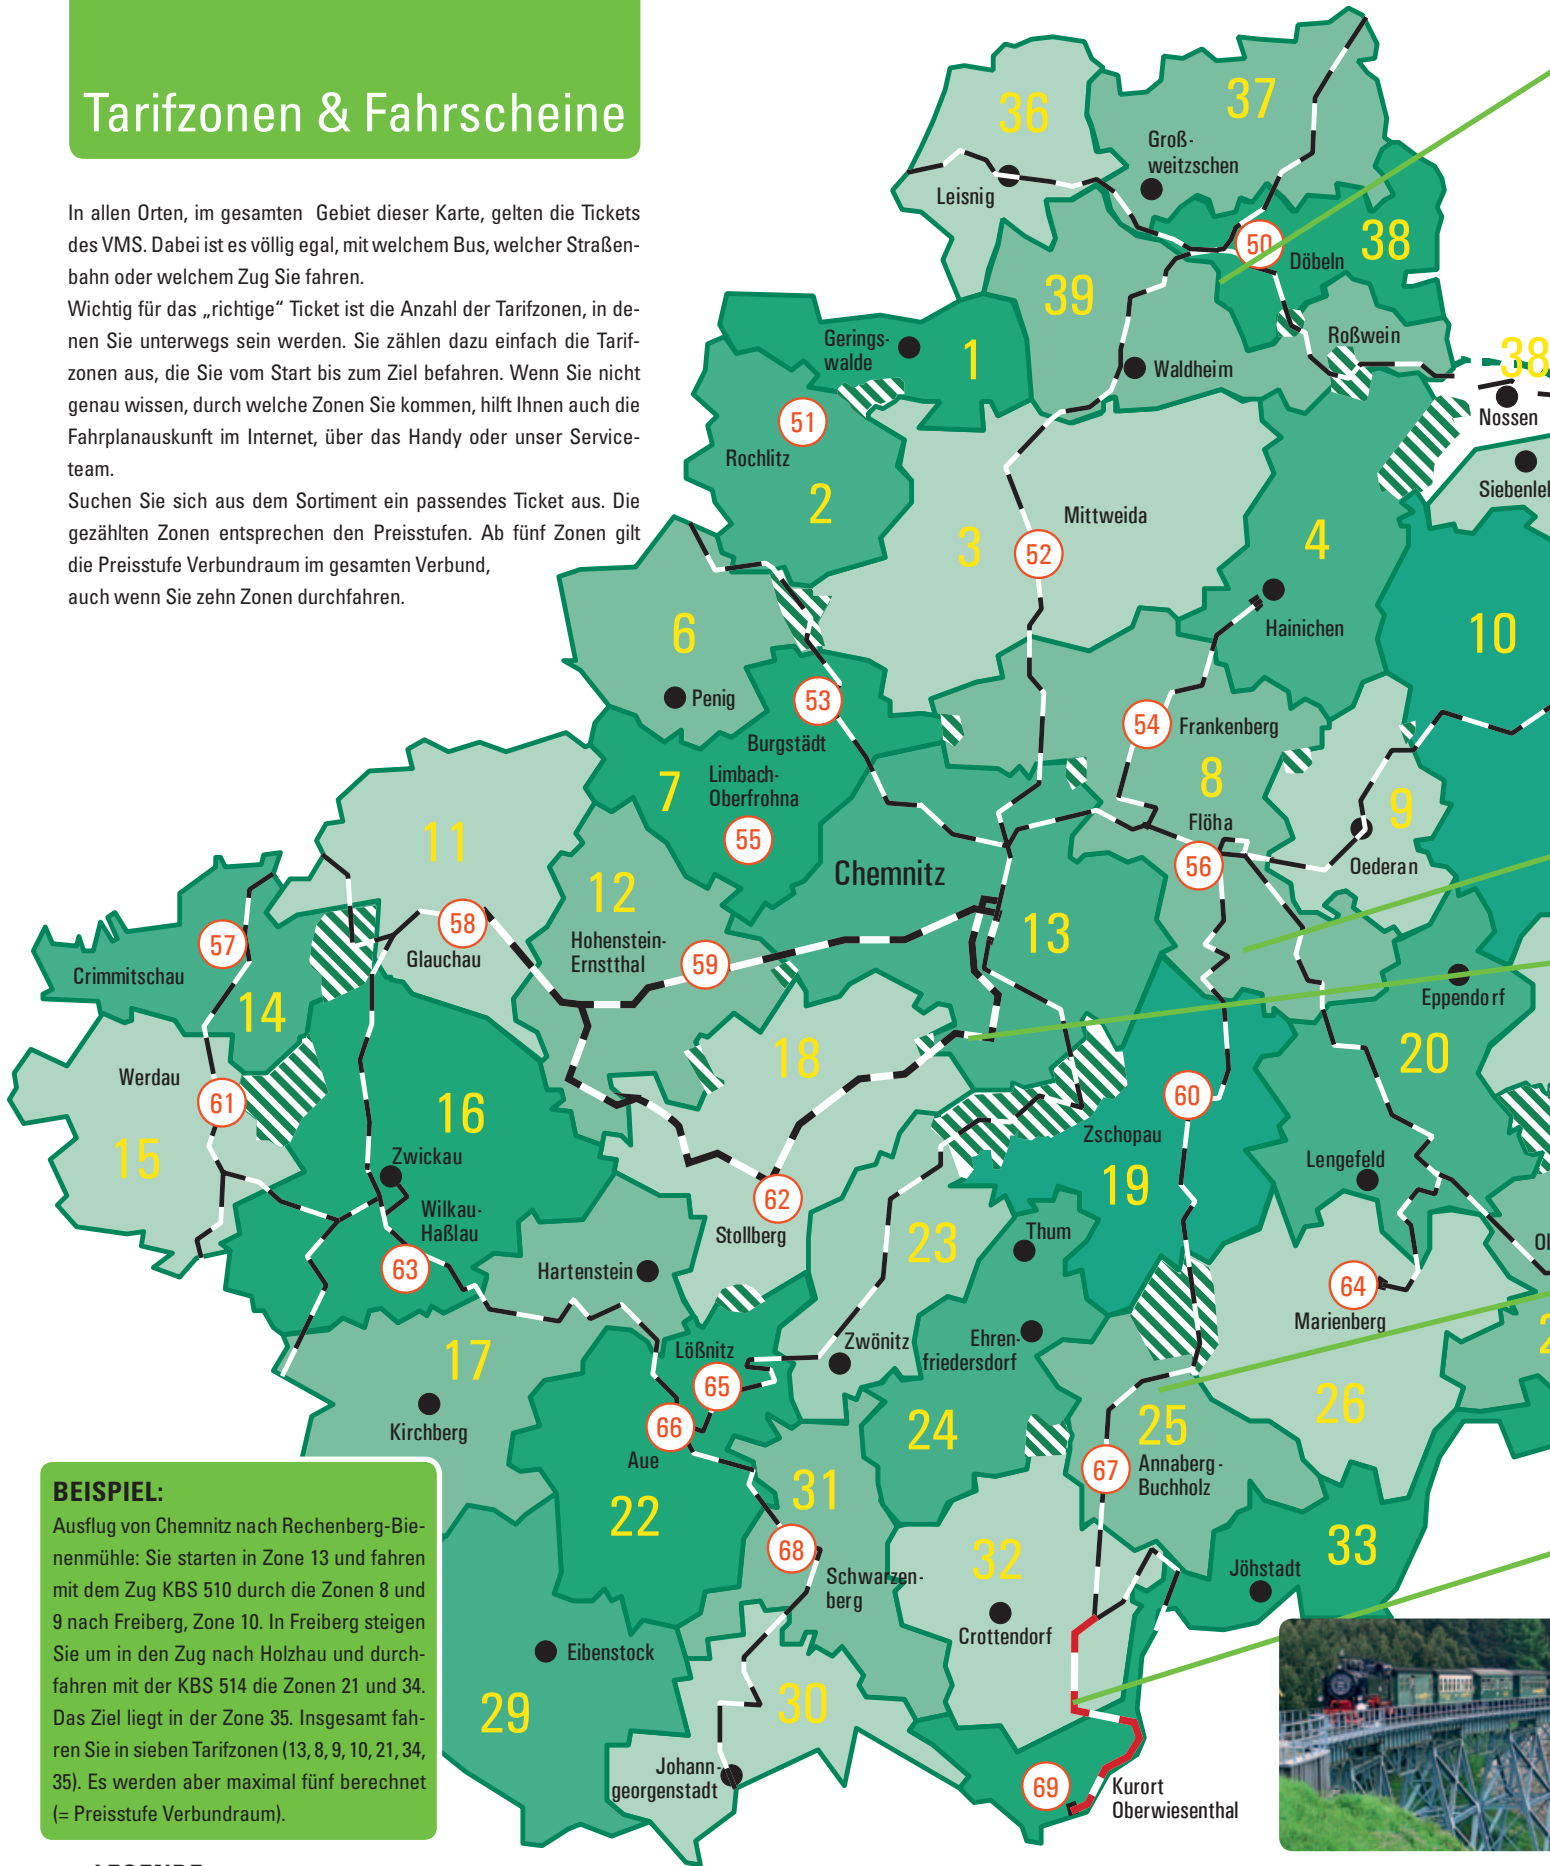 Tarifzonen & Fahrscheine
In allen Orten, im gesamten Gebiet dieser Karte, gelten die Tickets
des VMS. Dabei ist es völlig egal, mit welchem Bus, welcher Straßen-
bahn oder welchem Zug Sie fahren.
Wichtig für das „richtige“ Ticket ist die Anzahl der Tarifzonen, in de-
nen Sie unterwegs sein werden. Sie zählen dazu einfach die Tarif-
zonen aus, die Sie vom Start bis zum Ziel befahren. Wenn Sie nicht
genau wissen, durch welche Zonen Sie kommen, hilft Ihnen auch die
Fahrplanauskunft im Internet, über das Handy oder unser Service-
team.
Suchen Sie sich aus dem Sortiment ein passendes Ticket aus. Die
gezählten Zonen entsprechen den Preisstufen. Ab fünf Zonen gilt
die Preisstufe Verbundraum im gesamten Verbund,
auch wenn Sie zehn Zonen durchfahren.
36
37
Groß-
weitzschen
Leisnig
50
38
Döbeln
39
Gerings-
walde
1
Roßwein
38
Waldheim
Nossen
51
Rochlitz
Siebenle
2
Mittweida
3
52
4
Hainichen
10
6
Penig
53
Burgstädt
54
Frankenberg
7
Limbach-
Oberfrohna
55
8
Flöha
9
11
56
Oederan
Chemnitz
12
57
58
13
Hohenstein-
Ernstthal
59
Glauchau
Crimmitschau
14
Eppendorf
18
20
Werdau
61
60
16
Zschopau
15
Zwickau
Lengefeld
19
62
Wilkau-
Haßlau
Stollberg
23
Thum
63
Hartenstein
64
Marienberg
Ehren-
friedersdorf
Zwönitz
Lößnitz
17
2
65
26
Kirchberg
66
24
25
Aue
67
Annaberg-
Buchholz
31
22
68
32
33
Schwarzen-
berg
Jöhstadt
Crottendorf
Eibenstock
30
29
Johann-
georgenstadt
69
Kurort
Oberwiesenthal
BEISPIEL:
Ausflug von Chemnitz nach Rechenberg-Bie-
nenmühle: Sie starten in Zone 13 und fahren
mit dem Zug KBS 510 durch die Zonen 8 und
9 nach Freiberg, Zone 10. In Freiberg steigen
Sie um in den Zug nach Holzhau und durch-
fahren mit der KBS 514 die Zonen 21 und 34.
Das Ziel liegt in der Zone 35. Insgesamt fah-
ren Sie in sieben Tarifzonen (13, 8, 9, 10, 21, 34,
35). Es werden aber maximal fünf berechnet
(= Preisstufe Verbundraum).